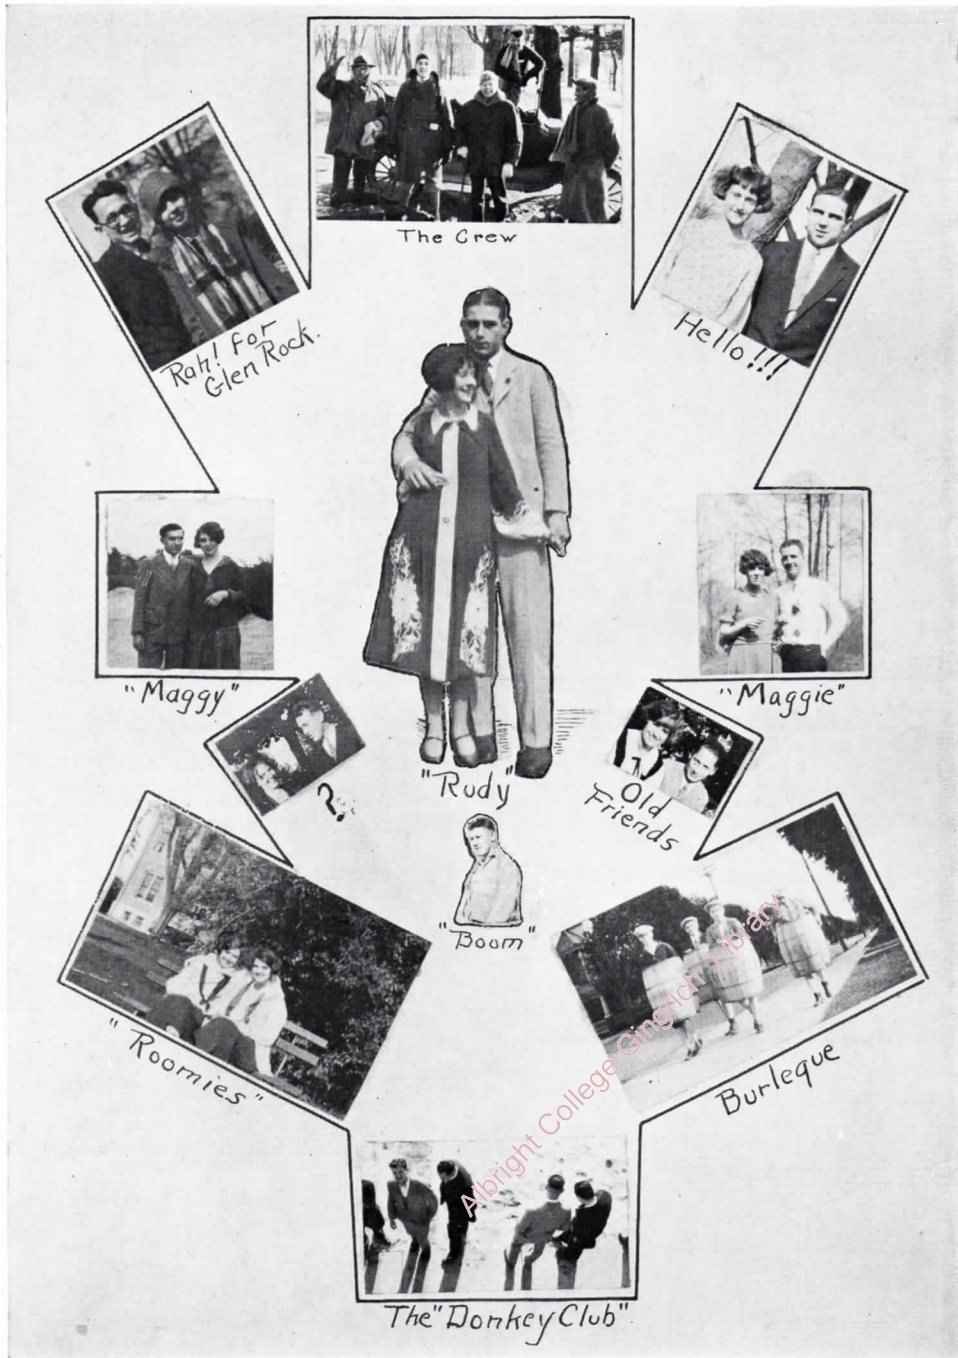 The Crew
Rah! For
Glen Rock.
Hello!!!
"Maggy"
"Maggie"
?
"Rudy"
Old
Friends
"Boom"
"Roomies"
Burleque
The "Donkey Club"
Albright College Gingrich Library